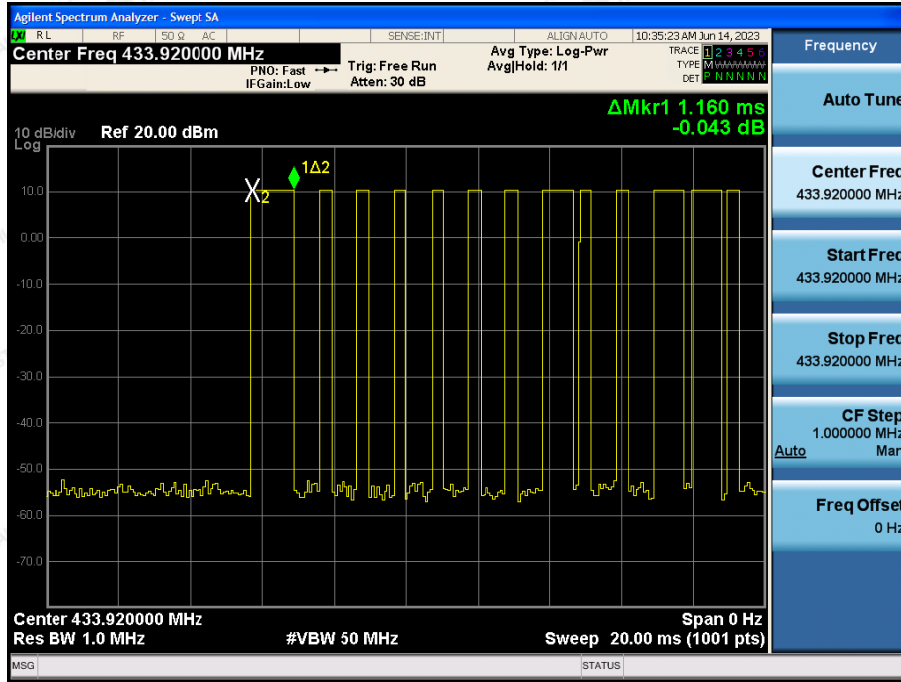 Agilent Spectrum Analyzer - Swept SA
LXI RL RF 50 Ω AC SENSE:INT ALIGN AUTO 10:35:23 AM Jun 14, 2023
Center Freq 433.920000 MHz
PNO: Fast
IFGain:Low
Trig: Free Run
Atten: 30 dB
Avg Type: Log-Pwr
Avg|Hold: 1/1
TRACE 1 2 3 4 5 6
TYPE M
DET P N N N N N
ΔMkr1 1.160 ms
-0.043 dB
10 dB/div Ref 20.00 dBm
Log
1Δ2
X2
10.0
0.00
-10.0
-20.0
-30.0
-40.0
-50.0
-60.0
-70.0
Center 433.920000 MHz Span 0 Hz
Res BW 1.0 MHz #VBW 50 MHz Sweep 20.00 ms (1001 pts)
MSG STATUS
Frequency
Auto Tune
Center Freq
433.920000 MHz
Start Freq
433.920000 MHz
Stop Freq
433.920000 MHz
CF Step
1.000000 MHz
Auto Man
Freq Offset
0 Hz